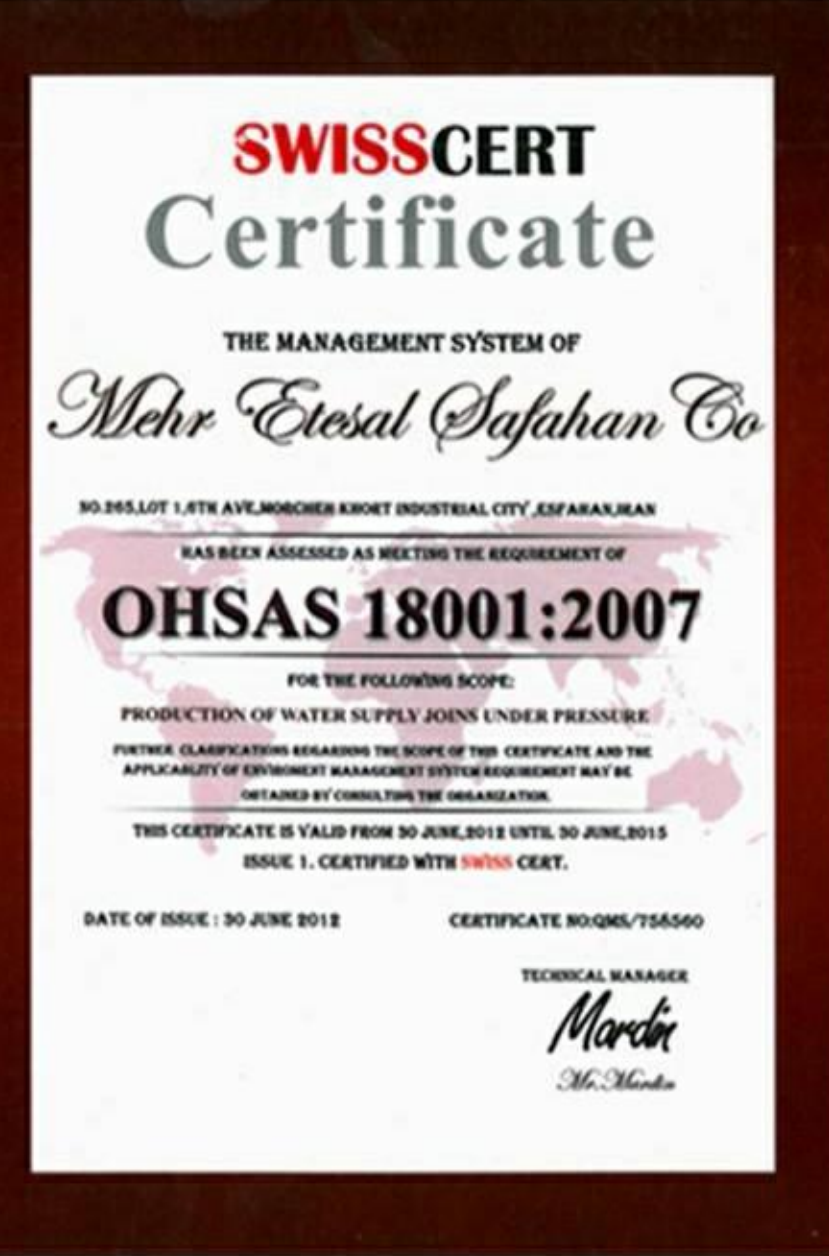 SWISSCERT
Certificate
THE MANAGEMENT SYSTEM OF
Mehr Etesal Safahan Co
NO.265,LOT 1,6TH AVE,MORCHEH KHORT INDUSTRIAL CITY ,ESFAHAN,IRAN
HAS BEEN ASSESSED AS MEETING THE REQUIREMENT OF
OHSAS 18001:2007
FOR THE FOLLOWING SCOPE:
PRODUCTION OF WATER SUPPLY JOINS UNDER PRESSURE
FURTHER CLARIFICATIONS REGARDING THE SCOPE OF THIS CERTIFICATE AND THE
APPLICABLITY OF ENVIROMENT MANAGEMENT SYSTEM REQUIREMENT MAY BE
OBTAINED BY CONSULTING THE ORGANIZATION.
THIS CERTIFICATE IS VALID FROM 30 JUNE,2012 UNTIL 30 JUNE,2015
ISSUE 1. CERTIFIED WITH SWISS CERT.
DATE OF ISSUE : 30 JUNE 2012 CERTIFICATE NO:QMS/758560
TECHNICAL MANAGER
Mardin
Mr.Mardin